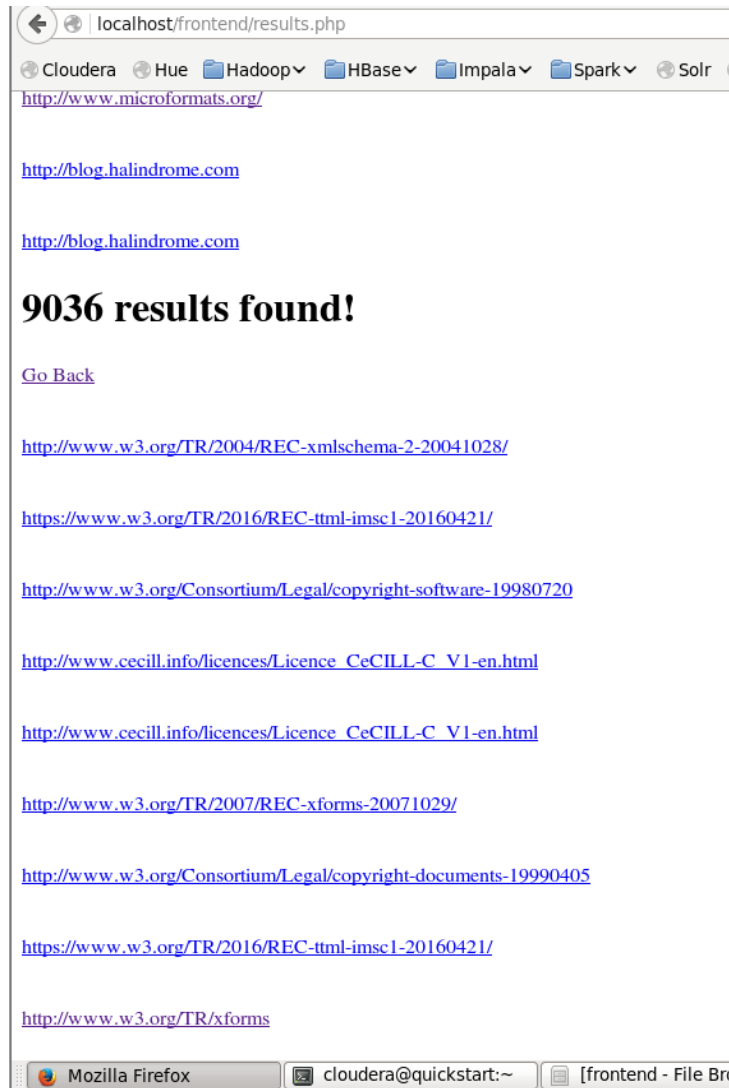 localhost/frontend/results.php
Cloudera Hue Hadoop HBase Impala Spark Solr
http://www.microformats.org/
http://blog.halindrome.com
http://blog.halindrome.com
9036 results found!
Go Back
http://www.w3.org/TR/2004/REC-xmlschema-2-20041028/
https://www.w3.org/TR/2016/REC-ttml-imsc1-20160421/
http://www.w3.org/Consortium/Legal/copyright-software-19980720
http://www.cecill.info/licences/Licence_CeCILL-C_V1-en.html
http://www.cecill.info/licences/Licence_CeCILL-C_V1-en.html
http://www.w3.org/TR/2007/REC-xforms-20071029/
http://www.w3.org/Consortium/Legal/copyright-documents-19990405
https://www.w3.org/TR/2016/REC-ttml-imsc1-20160421/
http://www.w3.org/TR/xforms
Mozilla Firefox cloudera@quickstart:~ [frontend - File Bro